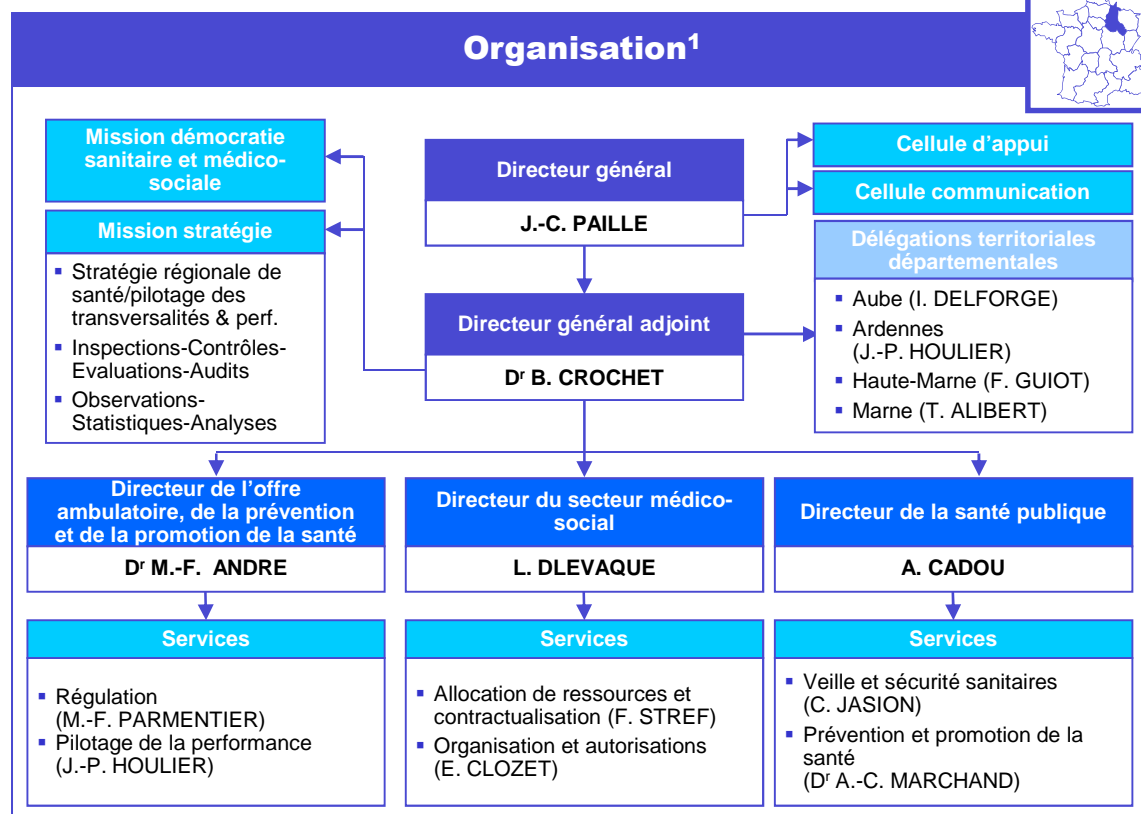 Organisation¹
Mission démocratie
sanitaire et médico-
sociale
Directeur général
J.-C. PAILLE
Cellule d'appui
Cellule communication
Mission stratégie
▪ Stratégie régionale de
santé/pilotage des
transversalités & perf.
▪ Inspections-Contrôles-
Evaluations-Audits
▪ Observations-
Statistiques-Analyses
Directeur général adjoint
Dʳ B. CROCHET
Délégations territoriales
départementales
▪ Aube (I. DELFORGE)
▪ Ardennes
(J.-P. HOULIER)
▪ Haute-Marne (F. GUIOT)
▪ Marne (T. ALIBERT)
Directeur de l'offre
ambulatoire, de la prévention
et de la promotion de la santé
Dʳ M.-F. ANDRE
Services
▪ Régulation
(M.-F. PARMENTIER)
▪ Pilotage de la performance
(J.-P. HOULIER)
Directeur du secteur médico-
social
L. DLEVAQUE
Services
▪ Allocation de ressources et
contractualisation (F. STREF)
▪ Organisation et autorisations
(E. CLOZET)
Directeur de la santé publique
A. CADOU
Services
▪ Veille et sécurité sanitaires
(C. JASION)
▪ Prévention et promotion de la
santé
(Dʳ A.-C. MARCHAND)